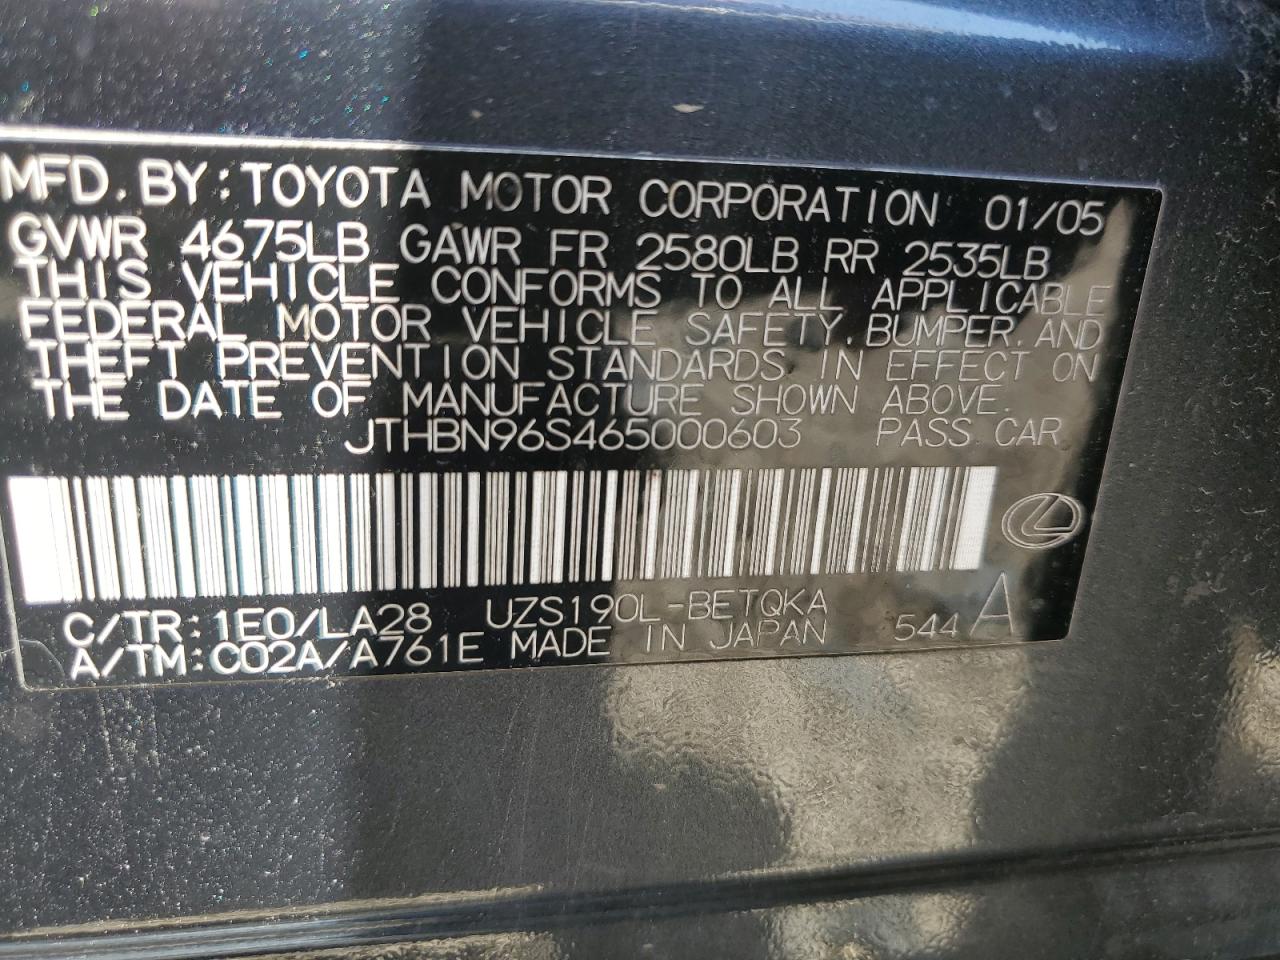 MFD. BY: TOYOTA MOTOR CORPORATION 01/05
GVWR 4675LB GAWR FR 2580LB RR 2535LB
THIS VEHICLE CONFORMS TO ALL APPLICABLE
FEDERAL MOTOR VEHICLE SAFETY, BUMPER, AND
THEFT PREVENTION STANDARDS IN EFFECT ON
THE DATE OF MANUFACTURE SHOWN ABOVE.
JTHBN96S465000603 PASS. CAR
C/TR: 1E0/LA28 UZS190L-BETQKA
A/TM: C02A/A761E MADE IN JAPAN 544 A